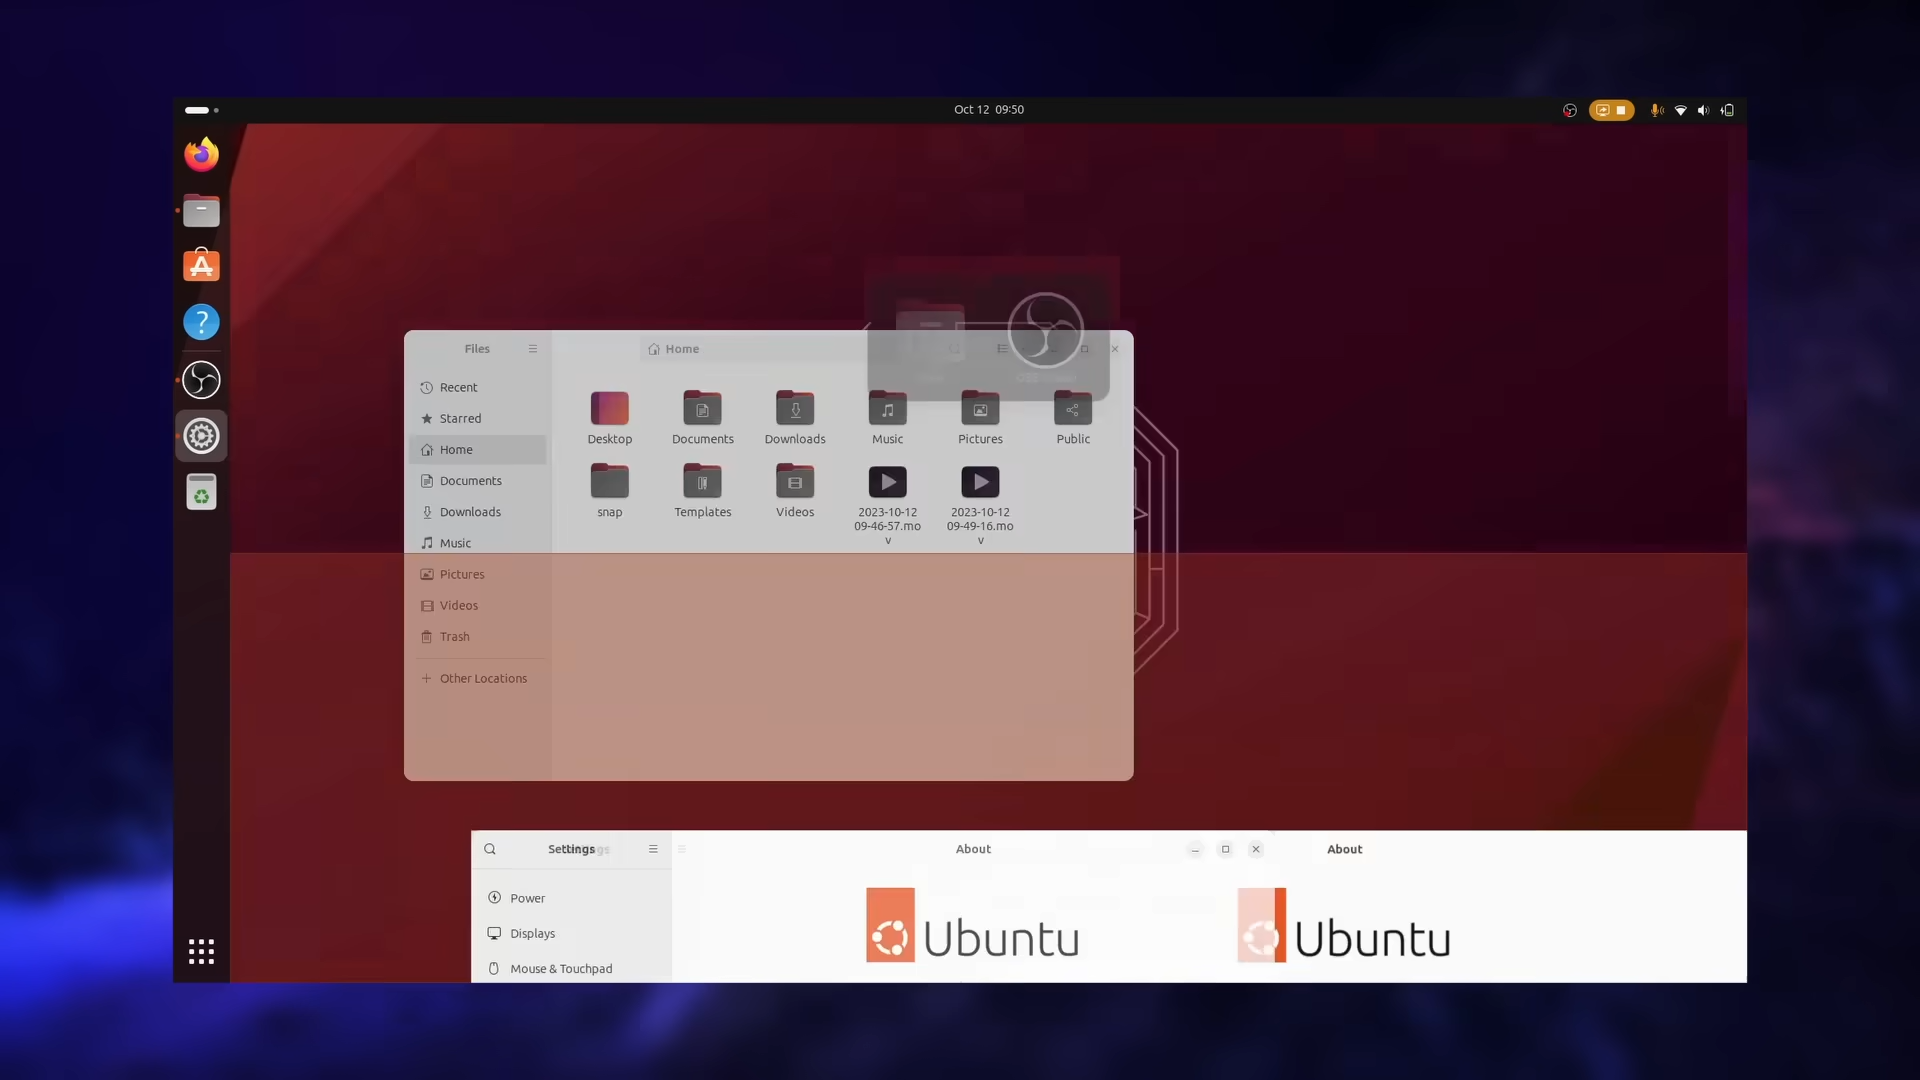 Oct 12 09:50
Files
Home
Recent
Starred
Home
Documents
Downloads
Music
Pictures
Videos
Trash
Other Locations
Desktop
Documents
Downloads
Music
Pictures
Public
snap
Templates
Videos
2023-10-12
09-46-57.mo
v
2023-10-12
09-49-16.mo
v
Settings
About
About
Power
Displays
Mouse & Touchpad
Ubuntu
Ubuntu